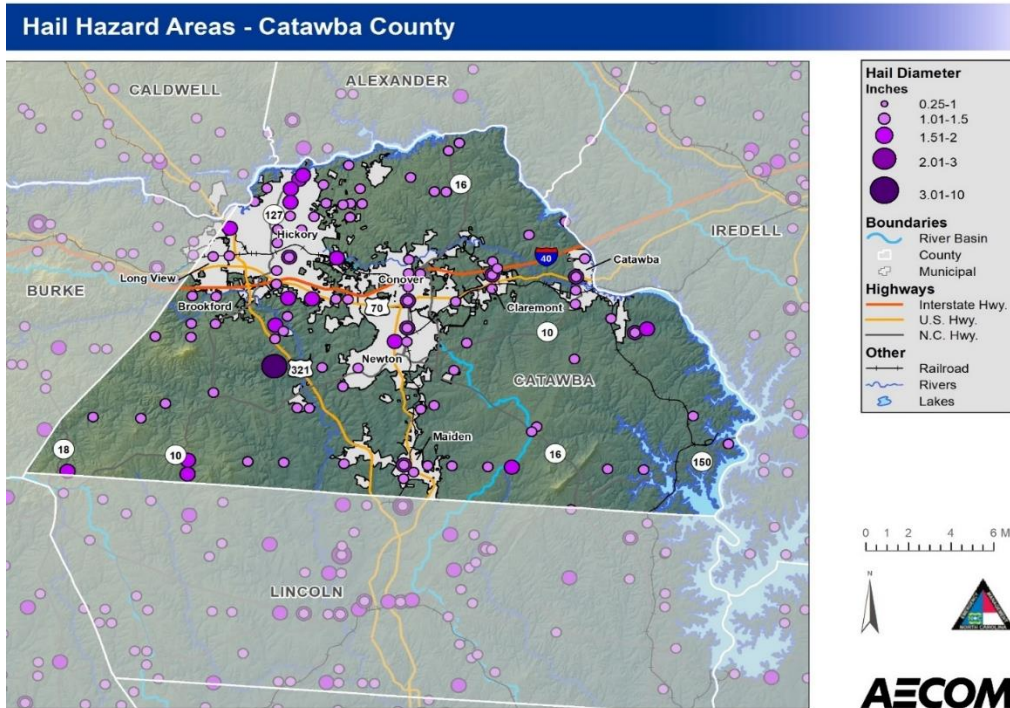 Hail Hazard Areas - Catawba County
CALDWELL
ALEXANDER
16
127
Hickory
IREDELL
40
Long View
Catawba
Conover
BURKE
Brookford
70
Claremont
10
Newton
321
CATAWBA
Maiden
18
10
16
150
LINCOLN
Hail Diameter
Inches
0.25-1
1.01-1.5
1.51-2
2.01-3
3.01-10
Boundaries
River Basin
County
Municipal
Highways
Interstate Hwy.
U.S. Hwy.
N.C. Hwy.
Other
Railroad
Rivers
Lakes
0 1 2 4 6 M
N
NORTH CAROLINA
AECOM